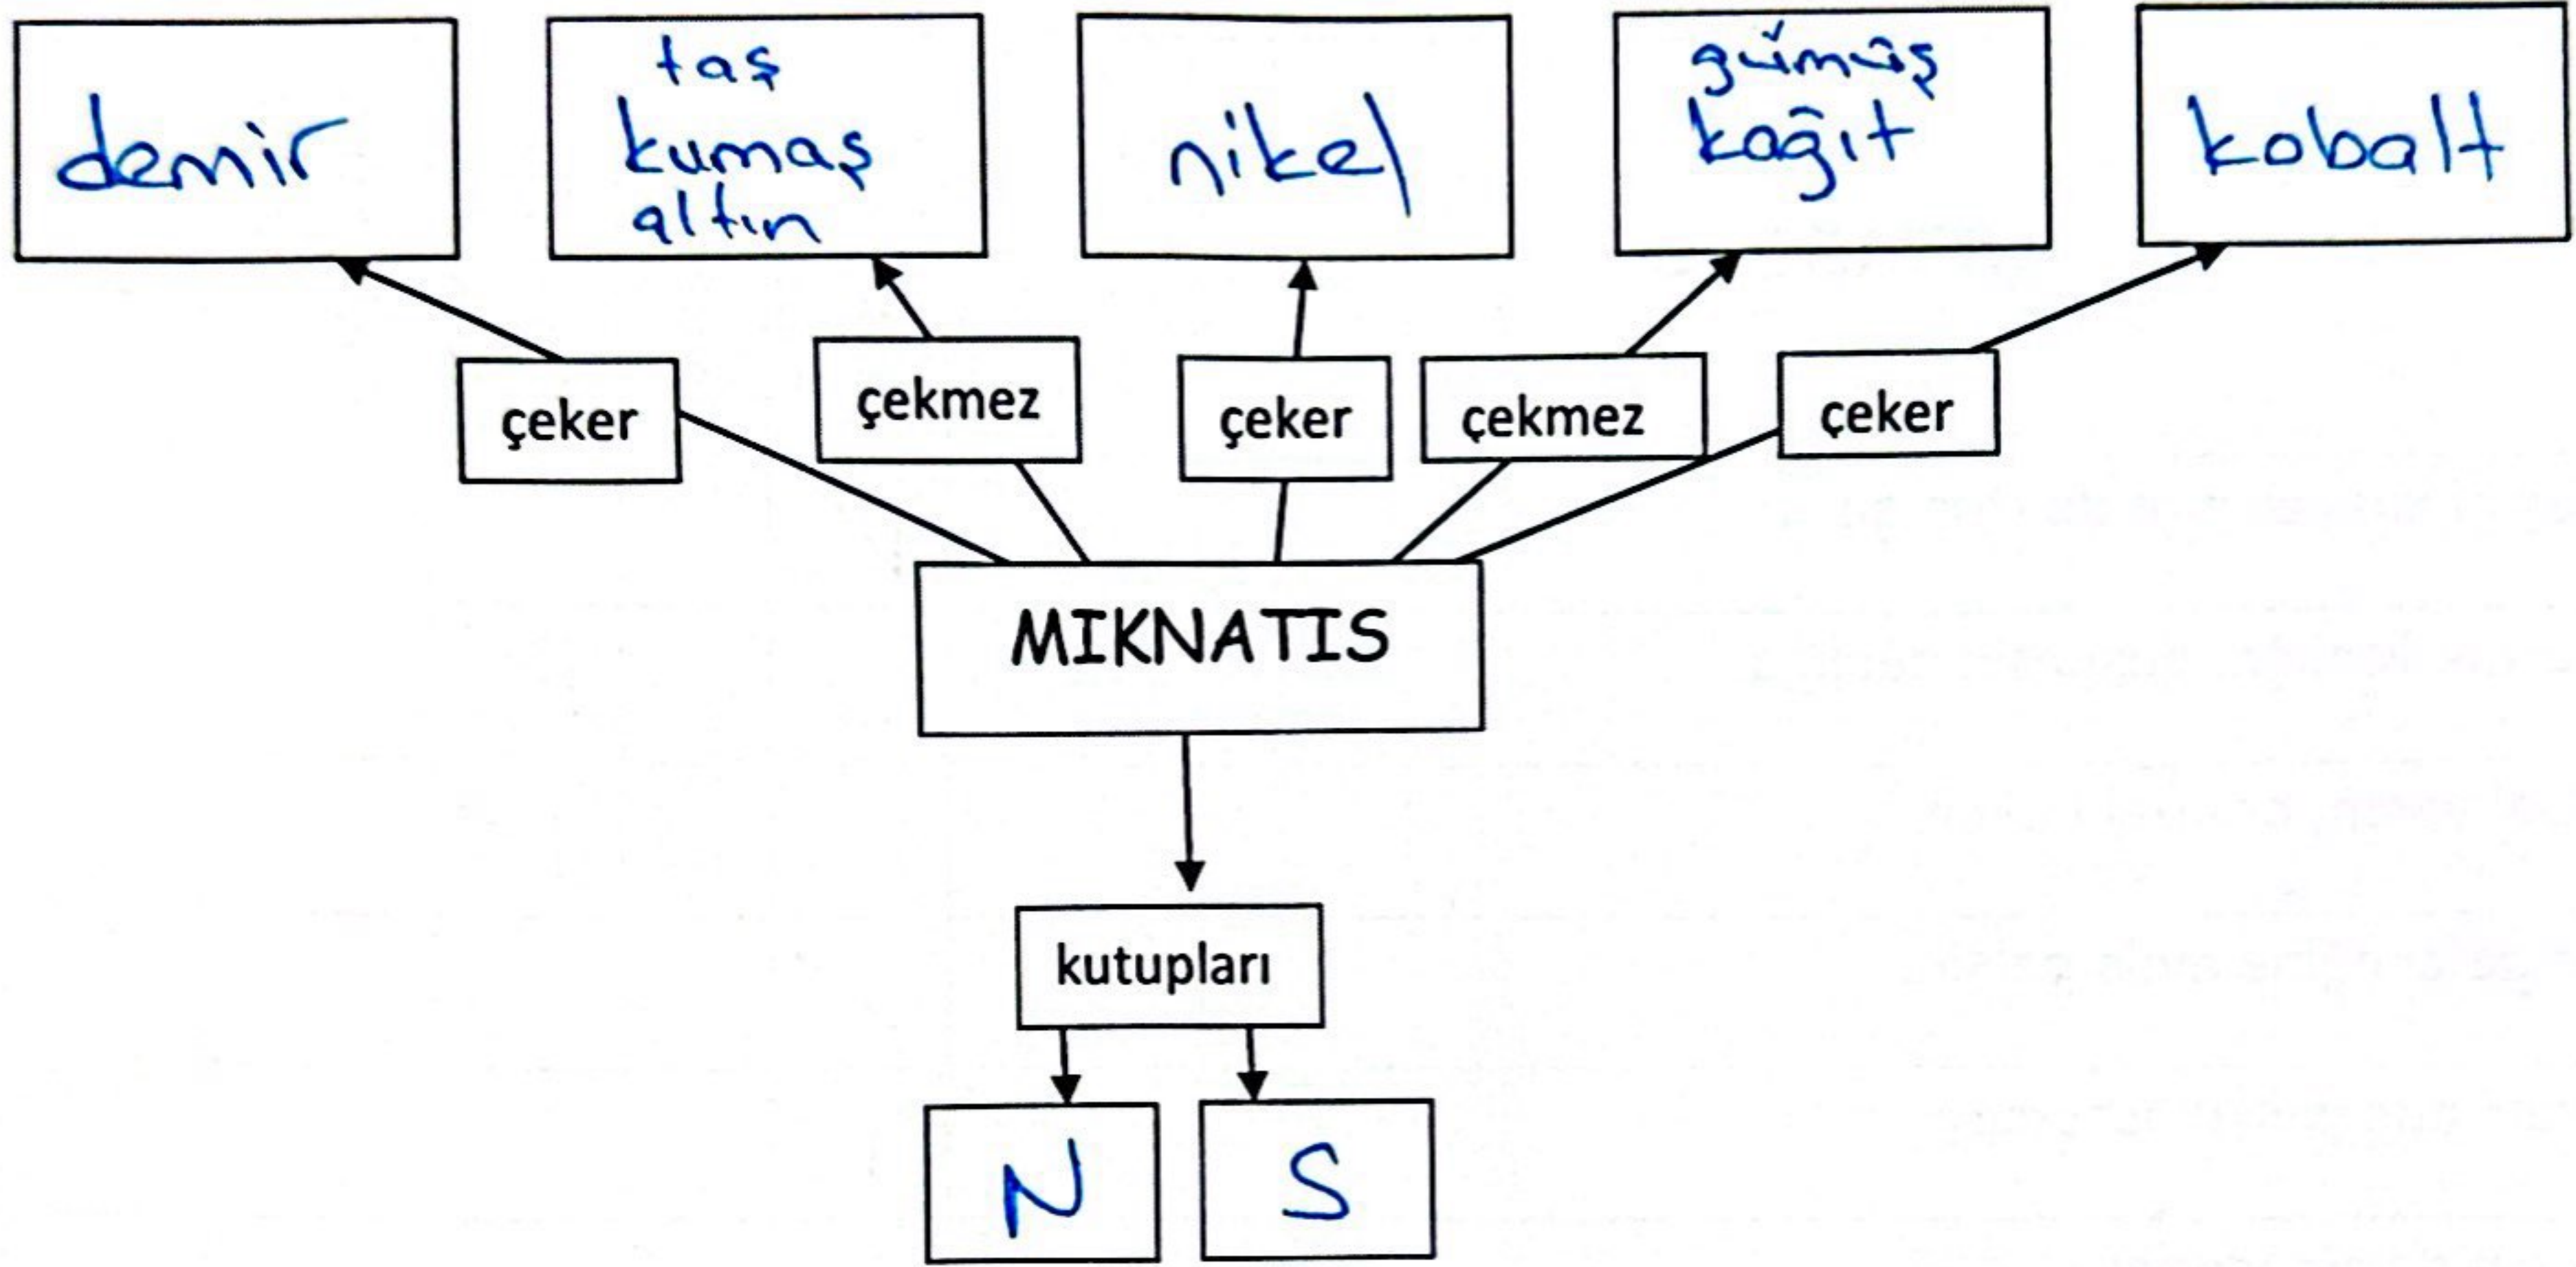 demir
taş
kumaş
altın
nikel
gümüş
kağıt
kobalt
çeker
çekmez
çeker
çekmez
çeker
MIKNATIS
kutupları
N
S